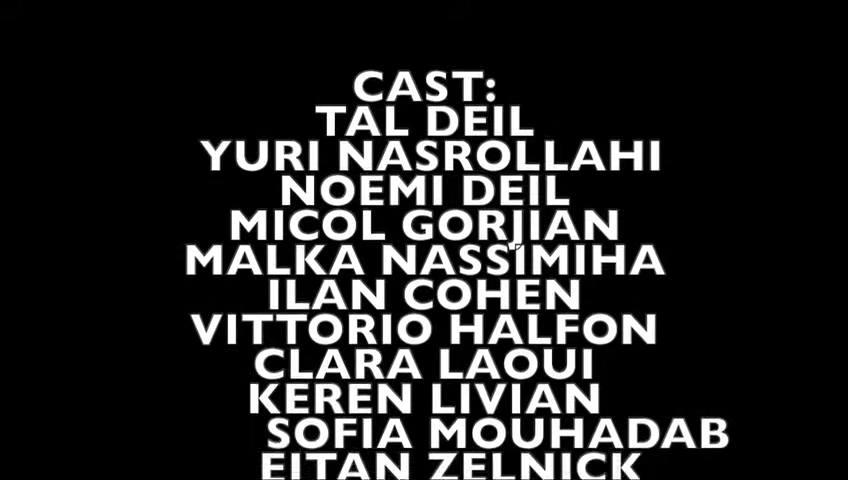 CAST:
TAL DEIL
YURI NASROLLAHI
NOEMI DEIL
MICOL GORJIAN
MALKA NASSIMIHA
ILAN COHEN
VITTORIO HALFON
CLARA LAOUI
KEREN LIVIAN
SOFIA MOUHADAB
EITAN ZELNICK